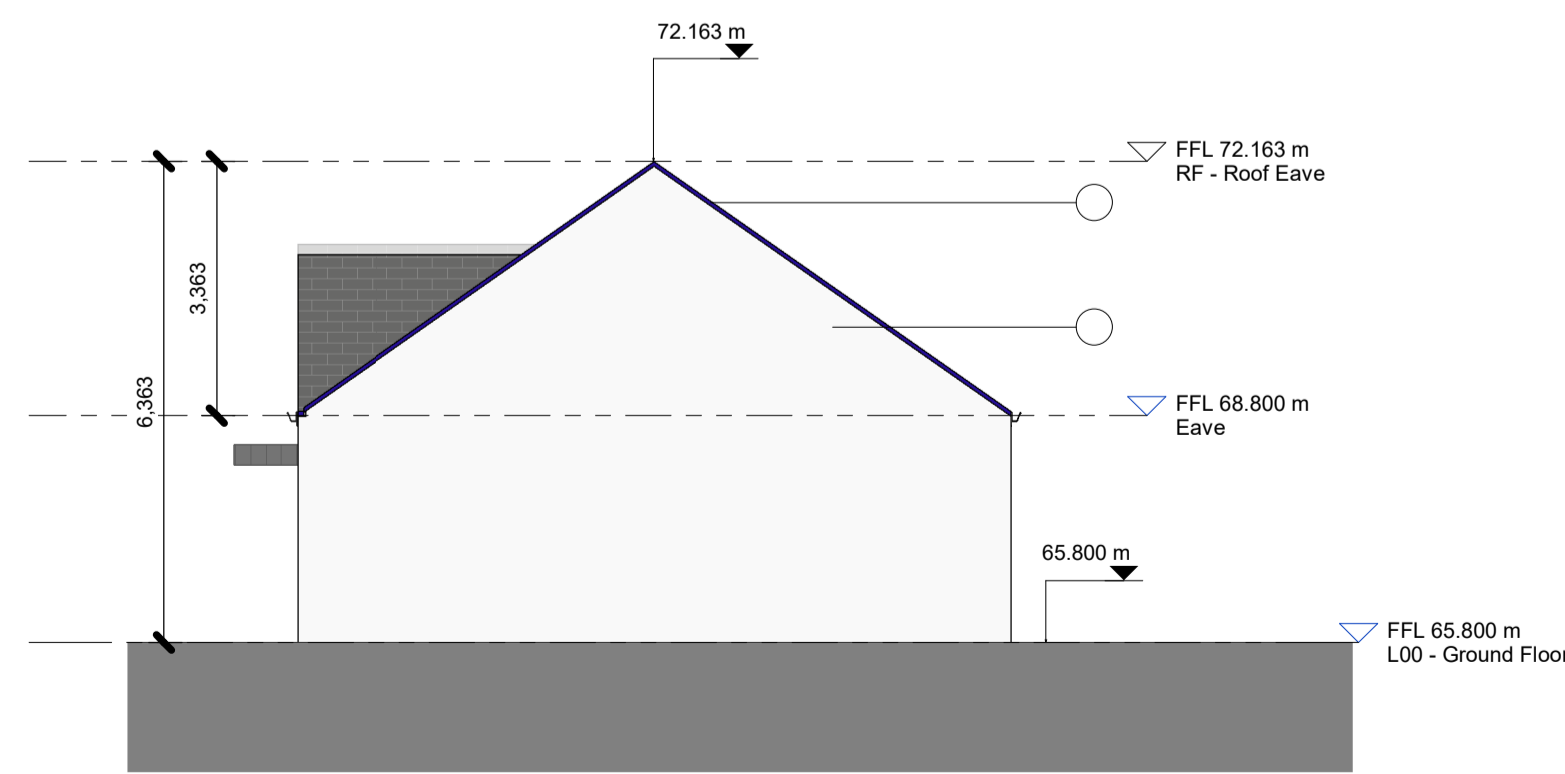 72.163 m
FFL 72.163 m
RF - Roof Eave
3,363
6,363
FFL 68.800 m
Eave
65.800 m
FFL 65.800 m
L00 - Ground Floor